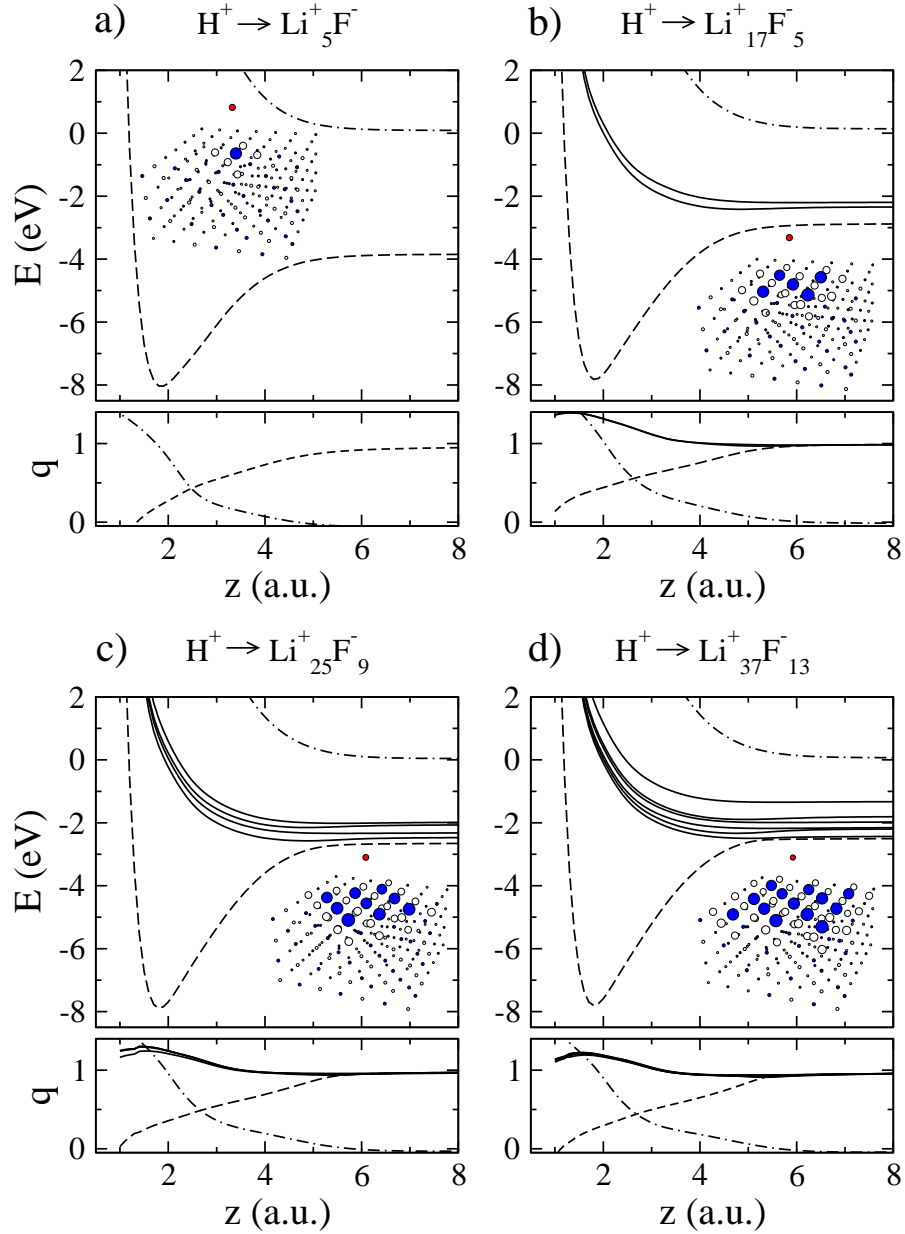 a) H⁺ → Li⁺₅F⁻
b) H⁺ → Li⁺₁₇F⁻₅
2
0
-2
-4
-6
-8
E (eV)
2
0
-2
-4
-6
-8
1
0
q
1
0
2 4 6 8
z (a.u.)
2 4 6 8
z (a.u.)
c) H⁺ → Li⁺₂₅F⁻₉
d) H⁺ → Li⁺₃₇F⁻₁₃
2
0
-2
-4
-6
-8
E (eV)
2
0
-2
-4
-6
-8
1
0
q
1
0
2 4 6 8
z (a.u.)
2 4 6 8
z (a.u.)